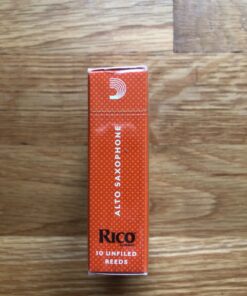 ALTO SAXOPHONE
RICO
10 UNFILED
REEDS